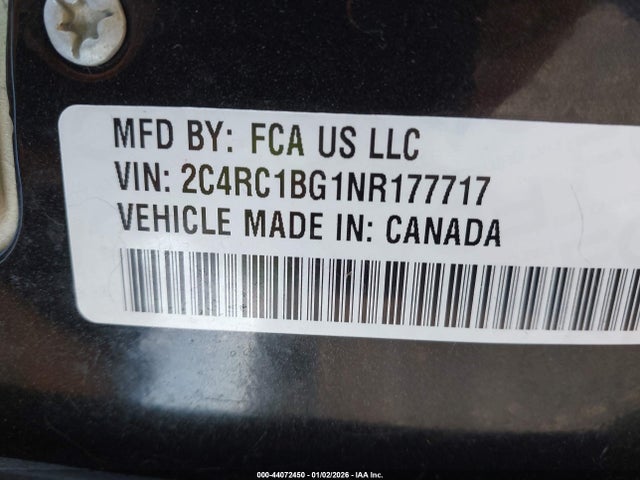 MFD BY: FCA US LLC
VIN: 2C4RC1BG1NR177717
VEHICLE MADE IN: CANADA
000-44072450 - 01/02/2026 - IAA Inc.